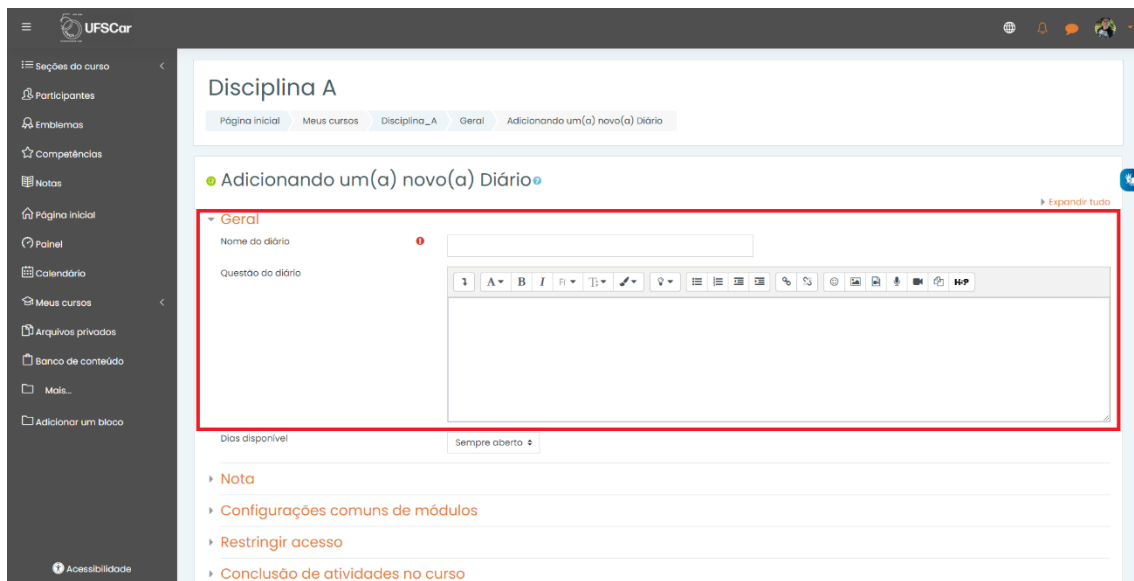 UFSCar
Seções do curso
Participantes
Emblemas
Competências
Notas
Página inicial
Painel
Calendário
Meus cursos
Arquivos privados
Banco de conteúdo
Mais...
Adicionar um bloco
Acessibilidade
Disciplina A
Página inicial Meus cursos Disciplina_A Geral Adicionando um(a) novo(a) Diário
Adicionando um(a) novo(a) Diário
Expandir tudo
Geral
Nome do diário
Questão do diário
A B I H-P
Dias disponível Sempre aberto
Nota
Configurações comuns de módulos
Restringir acesso
Conclusão de atividades no curso